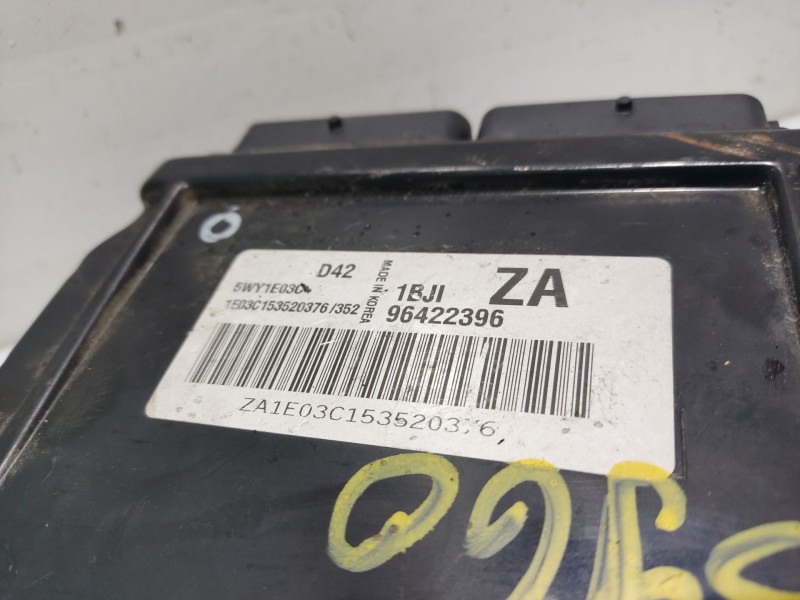 D42
MADE IN KOREA
1BJI
ZA
5WY1E03C
1E03C153520376/352
96422396
ZA1E03C153520376